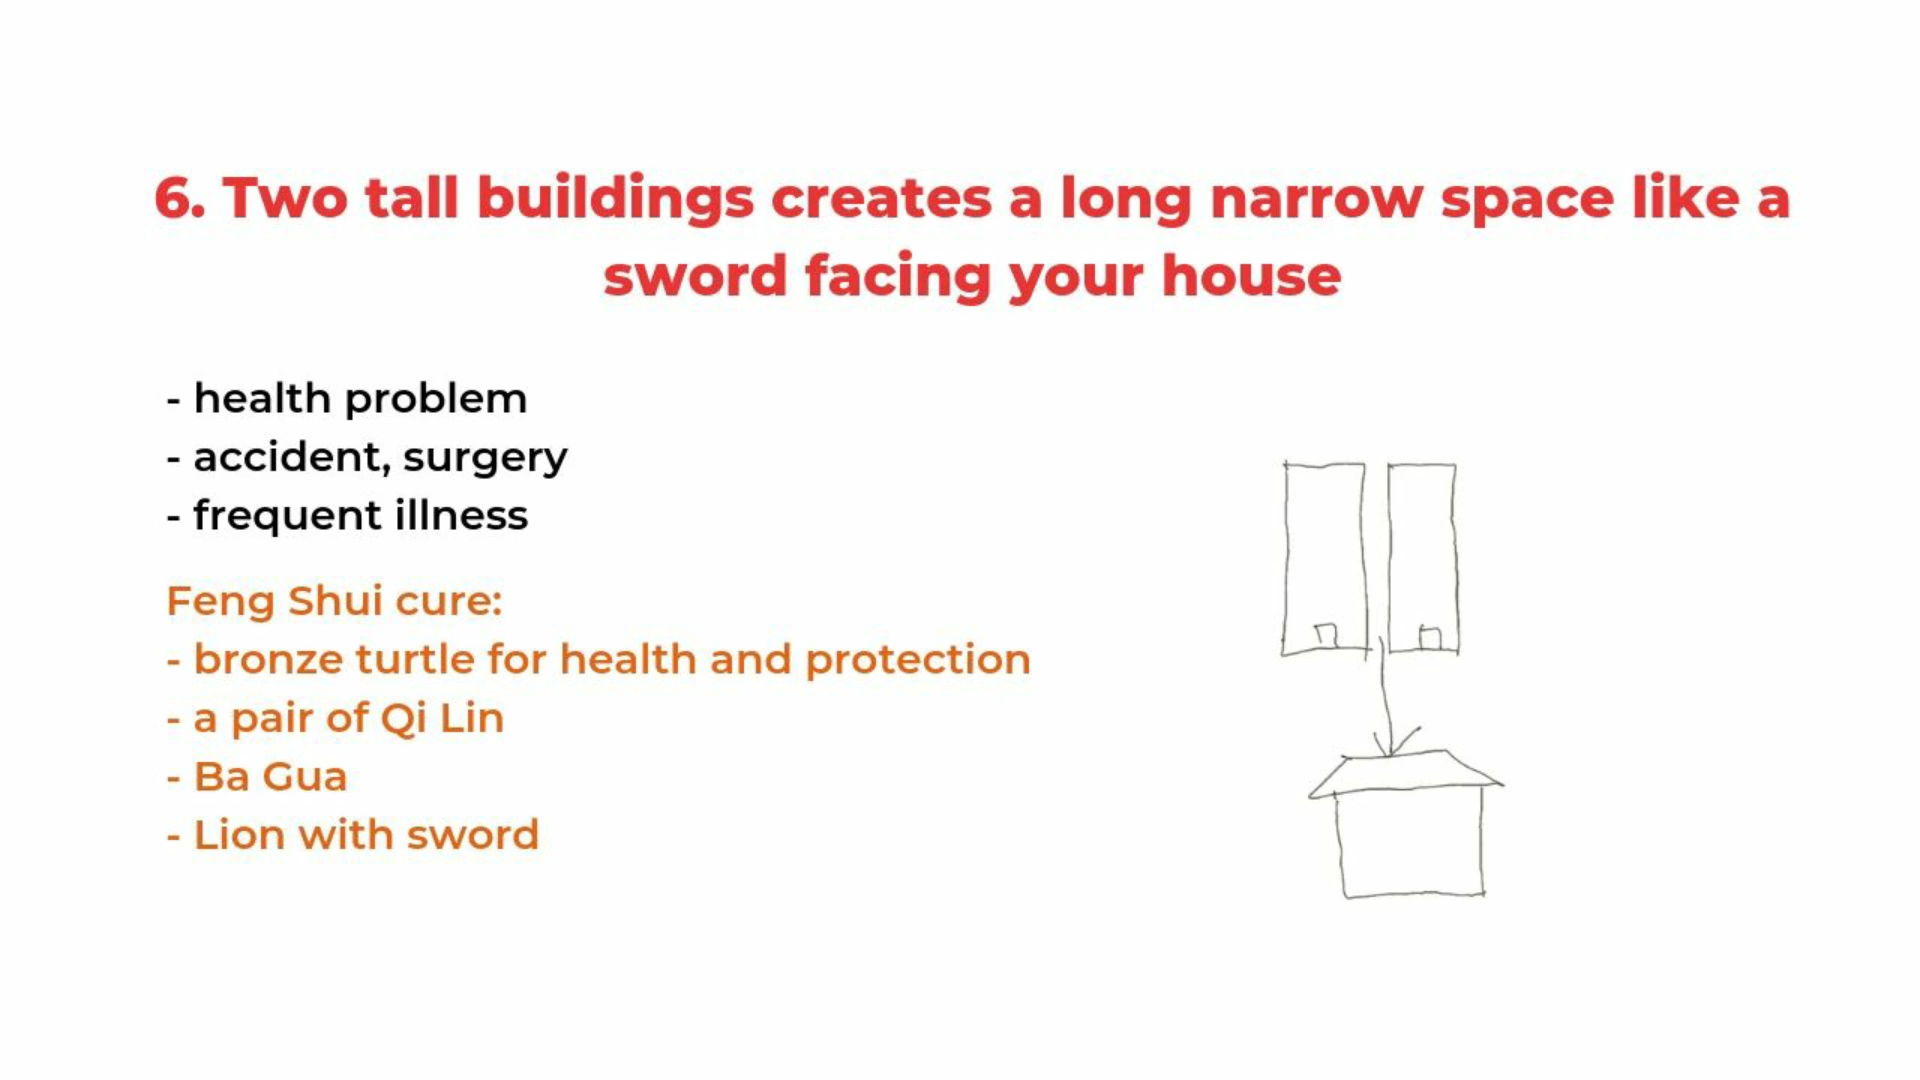 6. Two tall buildings creates a long narrow space like a
sword facing your house
- health problem
- accident, surgery
- frequent illness
Feng Shui cure:
- bronze turtle for health and protection
- a pair of Qi Lin
- Ba Gua
- Lion with sword